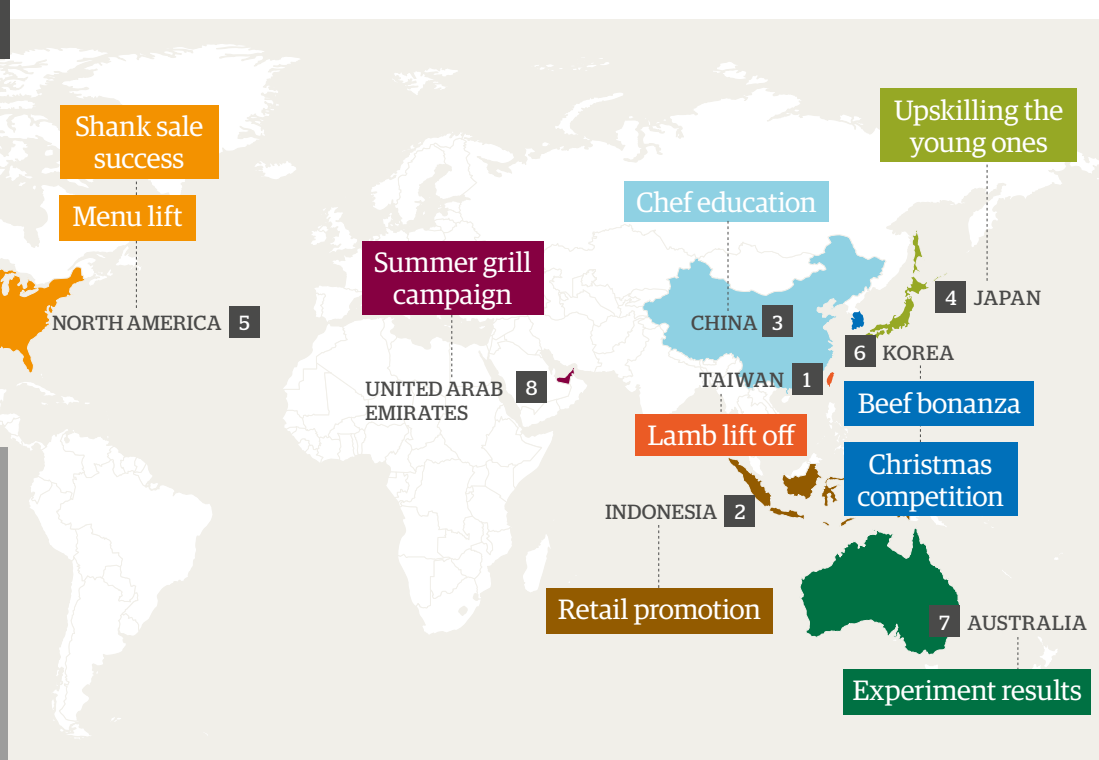 Shank sale
success
Menu lift
NORTH AMERICA 5
Summer grill
campaign
UNITED ARAB
EMIRATES
8
Chef education
CHINA 3
Upskilling the
young ones
4 JAPAN
6 KOREA
Beef bonanza
Christmas
competition
TAIWAN 1
Lamb lift off
INDONESIA 2
Retail promotion
7 AUSTRALIA
Experiment results